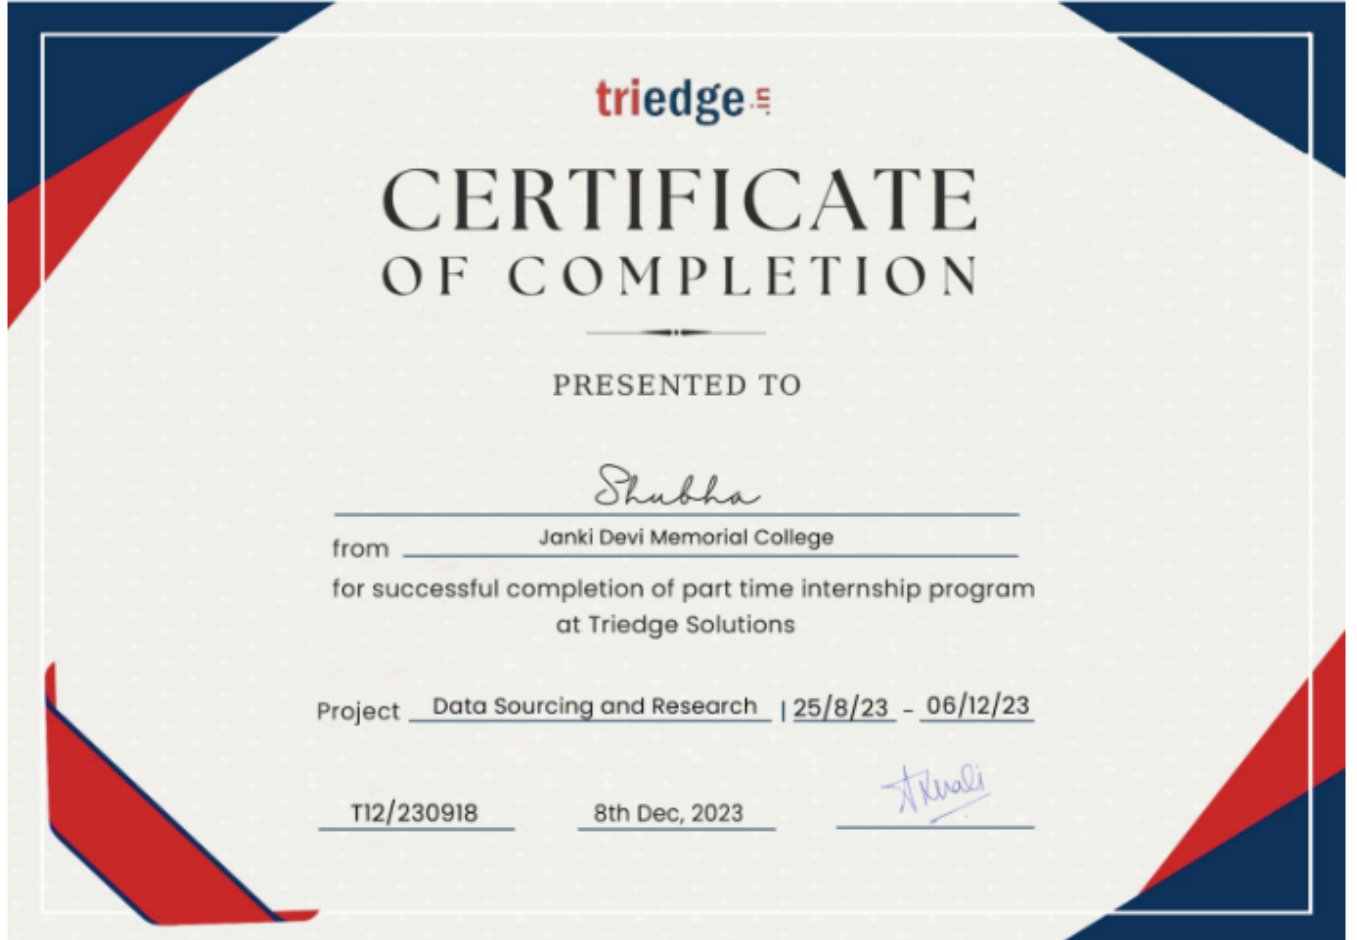 triedge.in
CERTIFICATE
OF COMPLETION
PRESENTED TO
Shubha
from Janki Devi Memorial College
for successful completion of part time internship program
at Triedge Solutions
Project Data Sourcing and Research | 25/8/23 - 06/12/23
T12/230918 8th Dec, 2023